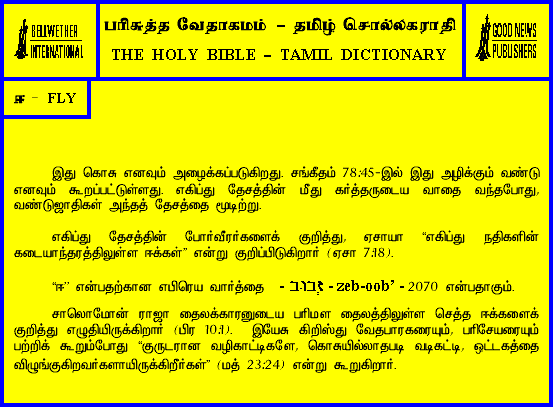 BELLWETHER
INTERNATIONAL
பரிசுத்த வேதாகமம் - தமிழ் சொல்லகராதி
THE HOLY BIBLE - TAMIL DICTIONARY
GOOD NEWS
PUBLISHERS
ஈ - FLY
இது கொசு எனவும் அழைக்கப்படுகிறது. சங்கீதம் 78:45-இல் இது அழிக்கும் வண்டு
எனவும் கூறப்பட்டுள்ளது. எகிப்து தேசத்தின் மீது கர்த்தருடைய வாதை வந்தபோது,
வண்டுஜாதிகள் அந்தத் தேசத்தை மூடிற்று.
எகிப்து தேசத்தின் போர்வீரர்களைக் குறித்து, ஏசாயா “எகிப்து நதிகளின்
கடையாந்தரத்திலுள்ள ஈக்கள்” என்று குறிப்பிடுகிறார் (ஏசா 7:18).
“ஈ” என்பதற்கான எபிரெய வார்த்தை - זְבוּב - zeb-oob’ - 2070 என்பதாகும்.
சாலொமோன் ராஜா தைலக்காரனுடைய பரிமள தைலத்திலுள்ள செத்த ஈக்களைக்
குறித்து எழுதியிருக்கிறார் (பிர 10:1). இயேசு கிறிஸ்து வேதபாரகரையும், பரிசேயரையும்
பற்றிக் கூறும்போது “குருடரான வழிகாட்டிகளே, கொசுயில்லாதபடி வடிகட்டி, ஒட்டகத்தை
விழுங்குகிறவர்களாயிருக்கிறீர்கள்” (மத் 23:24) என்று கூறுகிறார்.